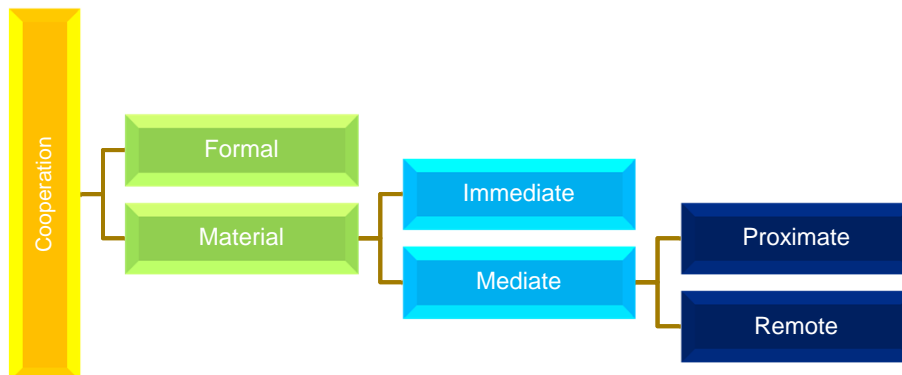 Cooperation
Formal
Material
Immediate
Mediate
Proximate
Remote